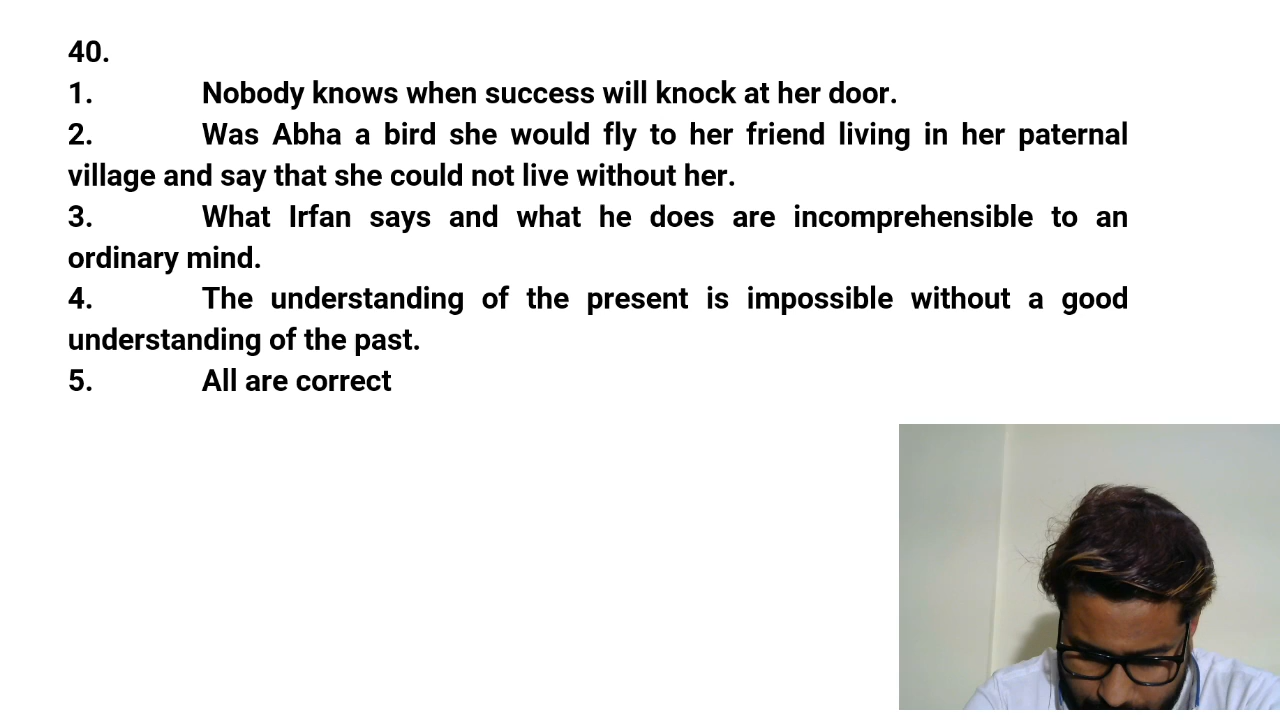 40.
1. Nobody knows when success will knock at her door.
2. Was Abha a bird she would fly to her friend living in her paternal
village and say that she could not live without her.
3. What Irfan says and what he does are incomprehensible to an
ordinary mind.
4. The understanding of the present is impossible without a good
understanding of the past.
5. All are correct